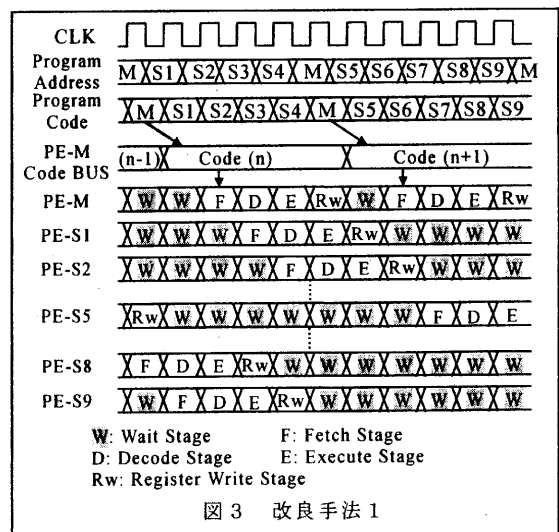 CLK
Program Address M S1 S2 S3 S4 M S5 S6 S7 S8 S9 M
Program Code M S1 S2 S3 S4 M S5 S6 S7 S8 S9
PE-M Code BUS (n-1) Code (n) Code (n+1)
PE-M W W F D E Rw W F D E Rw
PE-S1 W W W F D E Rw W W W W
PE-S2 W W W W F D E Rw W W W
PE-S5 Rw W W W W W W W F D E
PE-S8 F D E Rw W W W W W W W
PE-S9 W F D E Rw W W W W W W
W: Wait Stage F: Fetch Stage
D: Decode Stage E: Execute Stage
Rw: Register Write Stage
図3 改良手法1